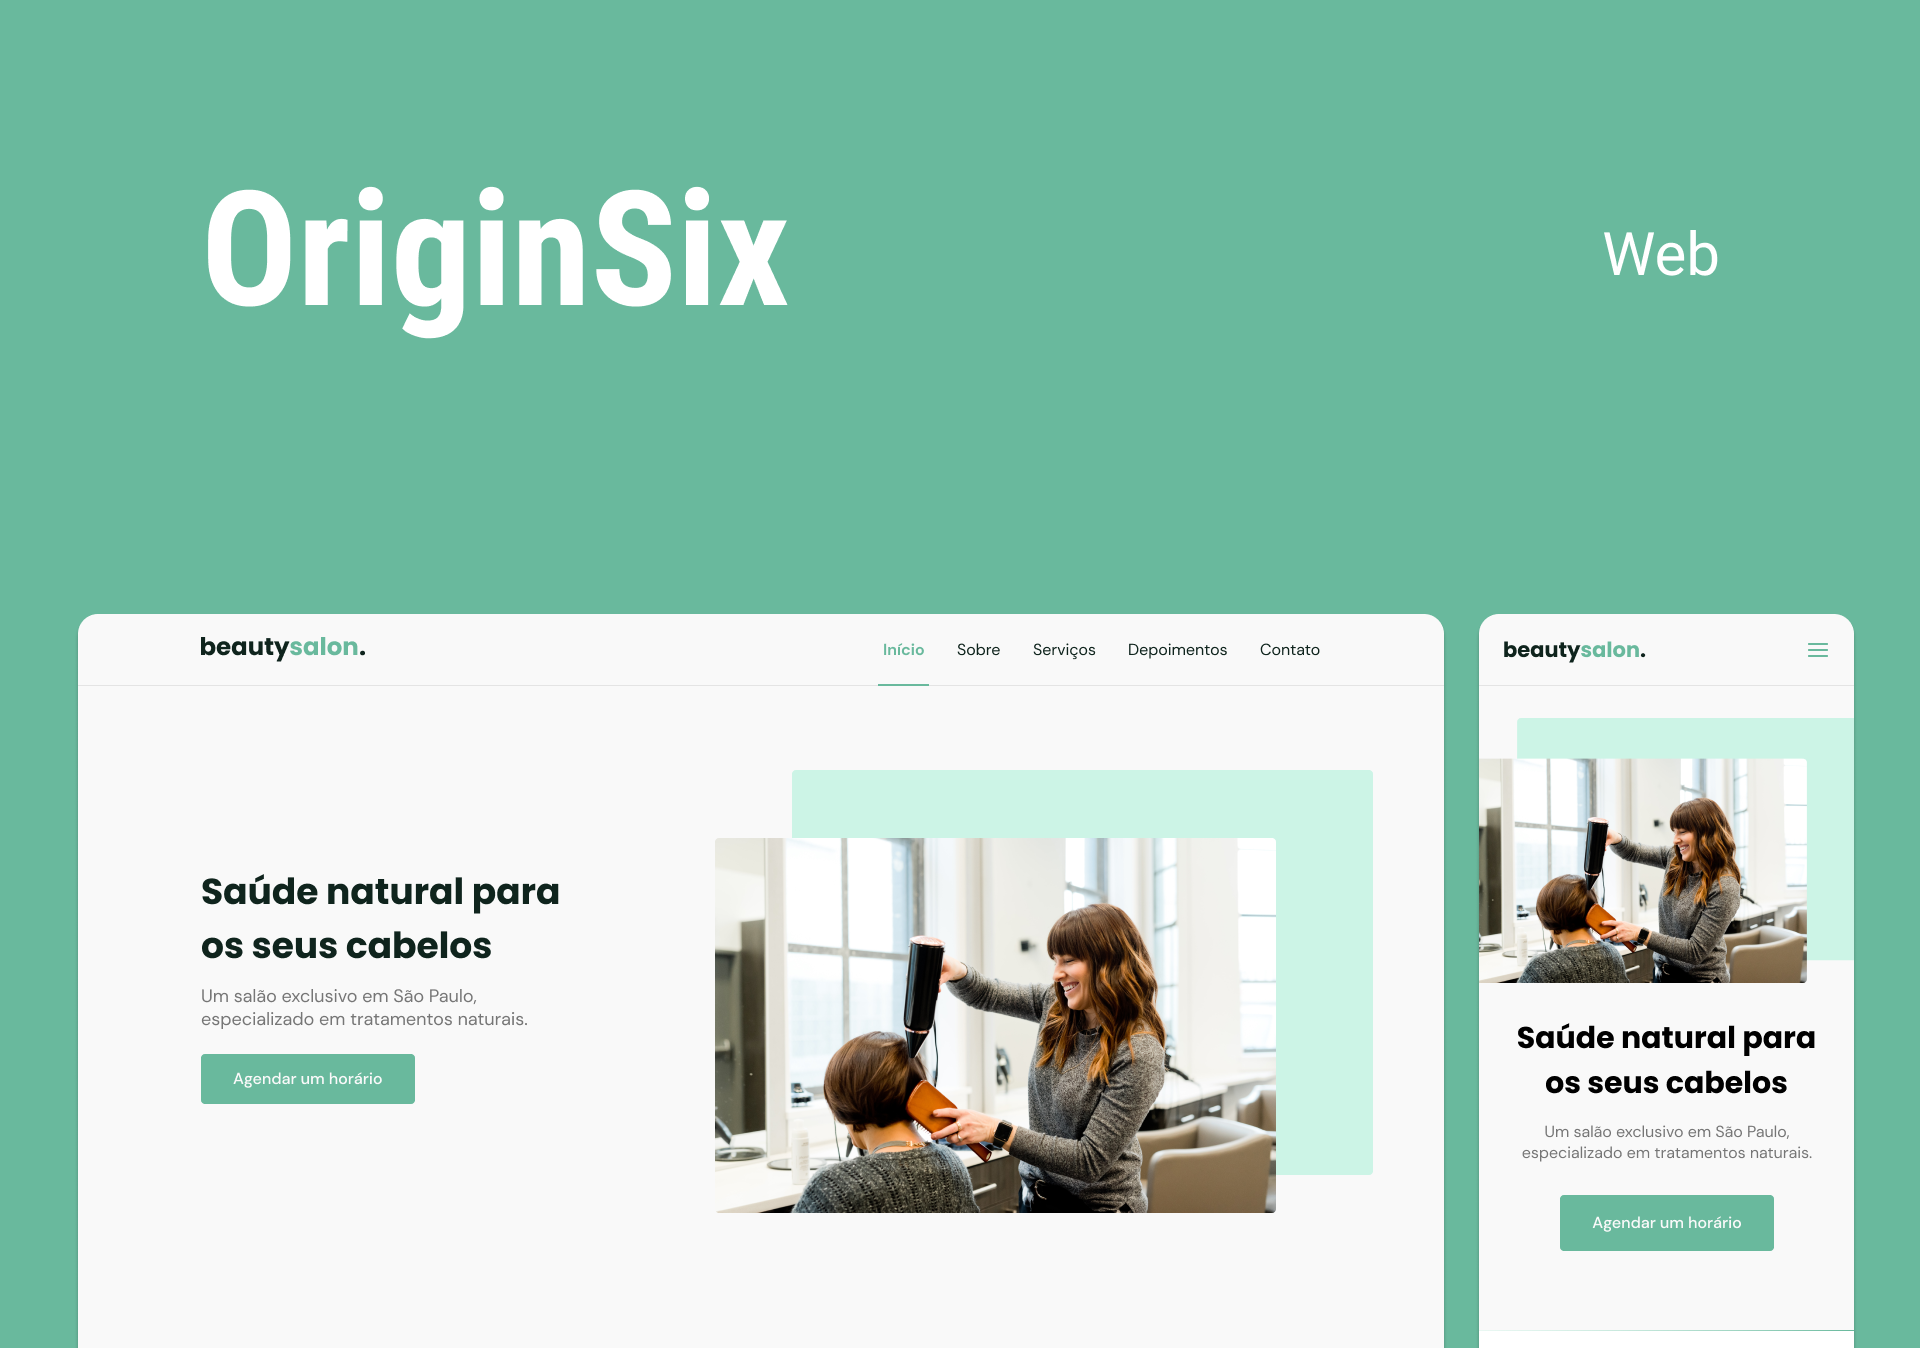 OriginSix
Web
beautysalon.
Início Sobre Serviços Depoimentos Contato
Saúde natural para
os seus cabelos
Um salão exclusivo em São Paulo,
especializado em tratamentos naturais.
Agendar um horário
beautysalon.
Saúde natural para
os seus cabelos
Um salão exclusivo em São Paulo,
especializado em tratamentos naturais.
Agendar um horário